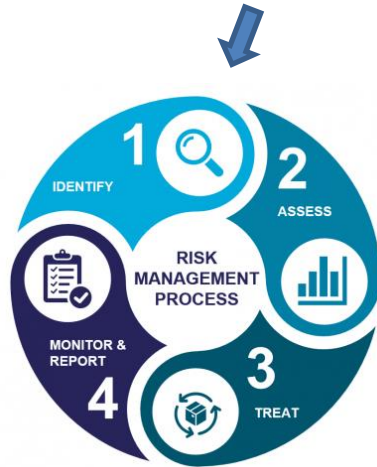 1
IDENTIFY
2
ASSESS
RISK
MANAGEMENT
PROCESS
3
TREAT
MONITOR &
REPORT
4